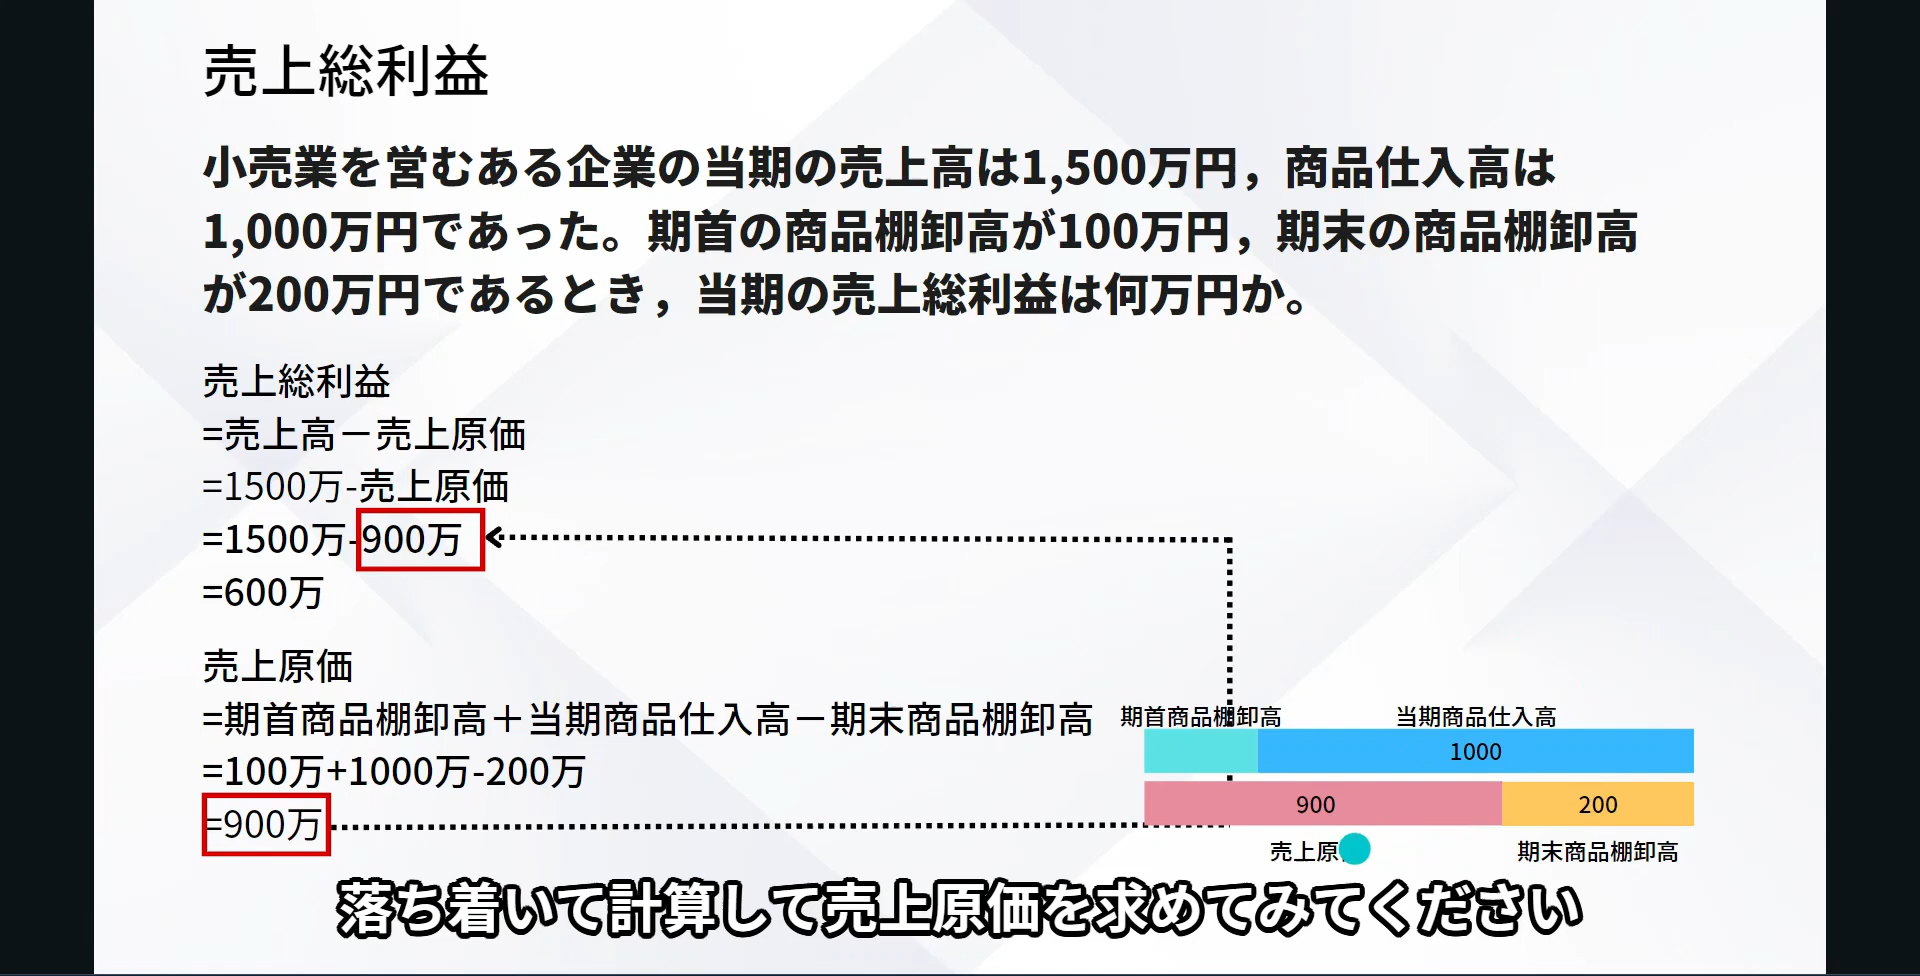 売上総利益
小売業を営むある企業の当期の売上高は1,500万円，商品仕入高は
1,000万円であった。期首の商品棚卸高が100万円，期末の商品棚卸高
が200万円であるとき，当期の売上総利益は何万円か。
売上総利益
=売上高－売上原価
=1500万-売上原価
=1500万-900万
=600万
売上原価
=期首商品棚卸高＋当期商品仕入高－期末商品棚卸高
=100万+1000万-200万
=900万
期首商品棚卸高
当期商品仕入高
1000
900
200
売上原
期末商品棚卸高
落ち着いて計算して売上原価を求めてみてください